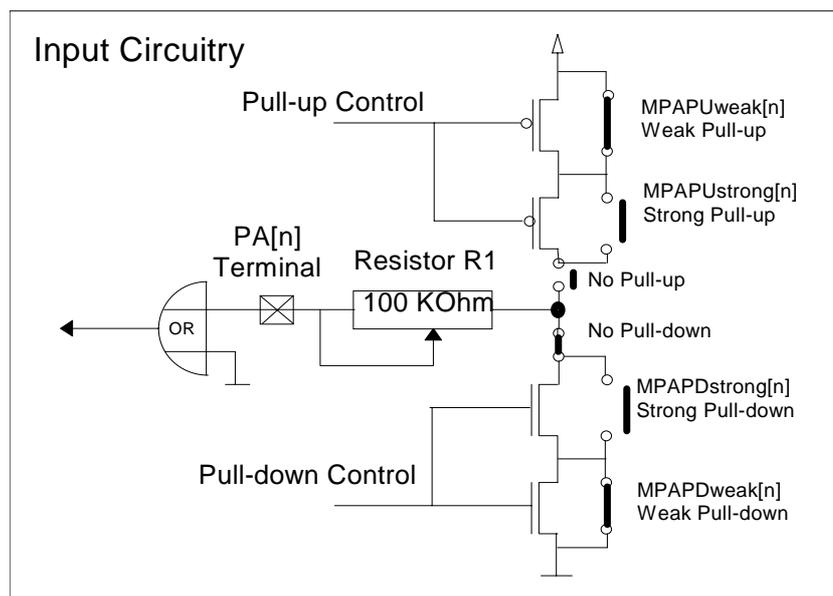 Input Circuitry
Pull-up Control
MPAPUweak[n]
Weak Pull-up
MPAPUstrong[n]
Strong Pull-up
PA[n]
Terminal
Resistor R1
100 KOhm
No Pull-up
OR
No Pull-down
MPAPDstrong[n]
Strong Pull-down
Pull-down Control
MPAPDweak[n]
Weak Pull-down